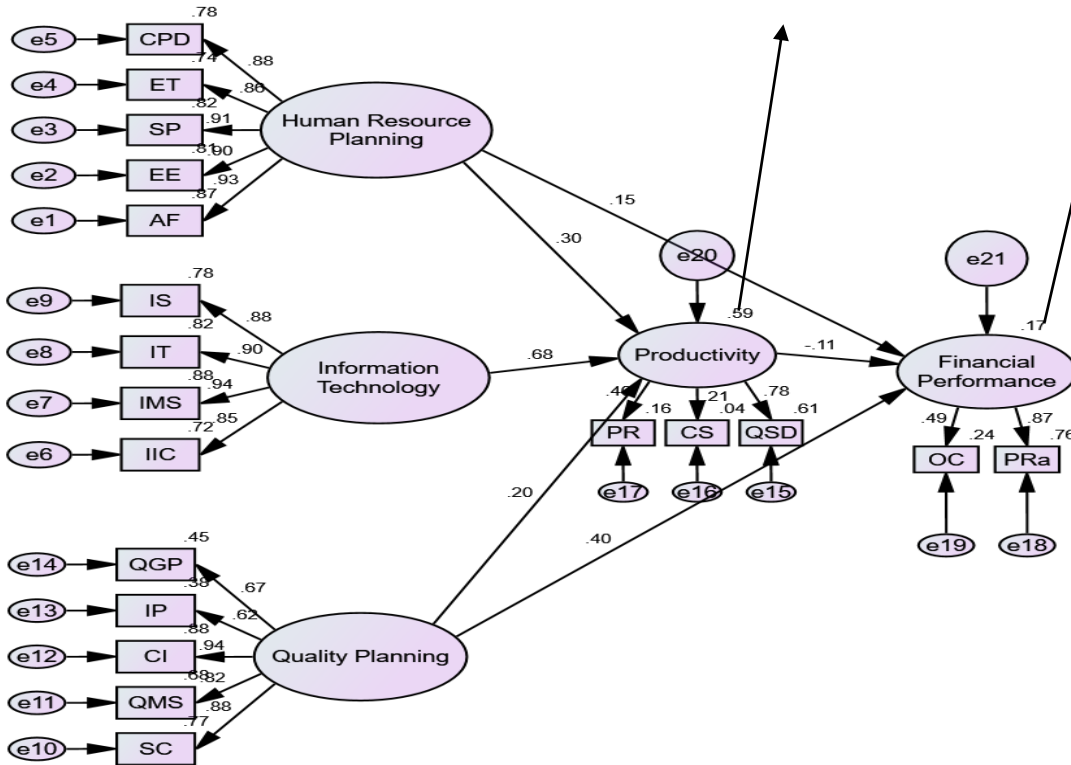 .78
e5
CPD
.88
.74
e4
ET
.86
.82
e3
SP
.91
.81
.90
e2
EE
.93
.87
e1
AF
Human Resource
Planning
.15
.30
e20
e21
.78
e9
IS
.88
.82
e8
IT
.90
.88
e7
IMS
.94
.72
.85
e6
IIC
Information
Technology
.68
.59
Productivity
-.11
.17
Financial
Performance
.16
.21
.04
.78
.61
PR
CS
QSD
e17
e16
e15
.49
.24
.87
.76
OC
PRa
e19
e18
.20
.40
.45
e14
QGP
.67
.38
e13
IP
.62
.88
e12
CI
.94
.68
.82
e11
QMS
.88
.77
e10
SC
Quality Planning